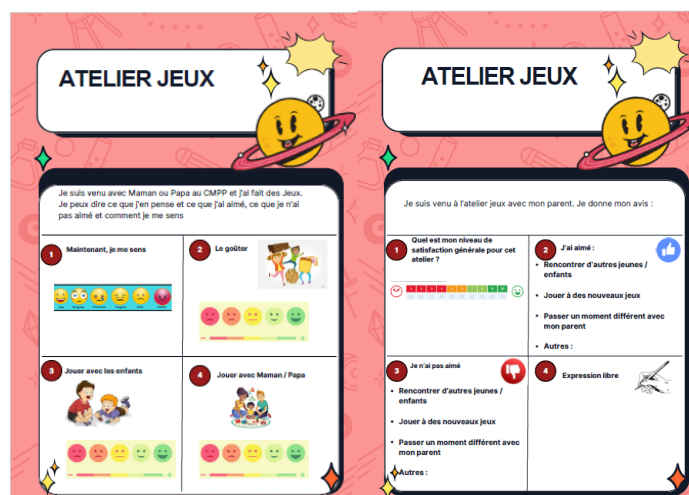 ATELIER JEUX
Je suis venu avec Maman ou Papa au CMPP et j'ai fait des Jeux.
Je peux dire ce que j'en pense et ce que j'ai aimé, ce que je n'ai
pas aimé et comment je me sens
1
Maintenant, je me sens
2
Le goûter
3
Jouer avec les enfants
4
Jouer avec Maman / Papa
ATELIER JEUX
Je suis venu à l'atelier jeux avec mon parent. Je donne mon avis :
1
Quel est mon niveau de
satisfaction générale pour cet
atelier ?
2
J'ai aimé :
• Rencontrer d'autres jeunes /
enfants
• Jouer à des nouveaux jeux
• Passer un moment différent avec
mon parent
• Autres :
3
Je n'ai pas aimé
• Rencontrer d'autres jeunes /
enfants
• Jouer à des nouveaux jeux
• Passer un moment différent avec
mon parent
• Autres :
4
Expression libre